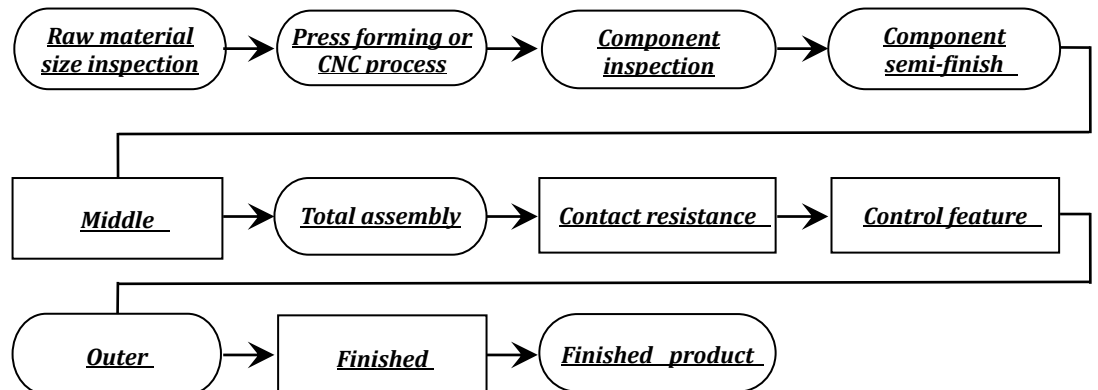 Raw material
size inspection
Press forming or
CNC process
Component
inspection
Component
semi-finish
Middle
Total assembly
Contact resistance
Control feature
Outer
Finished
Finished product